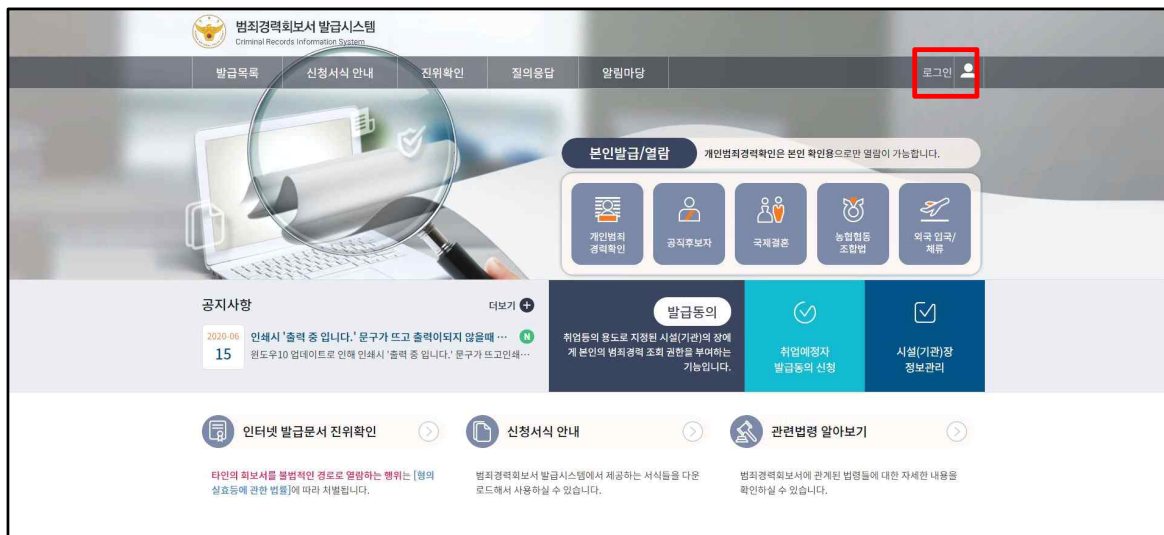 범죄경력회보서 발급시스템
Criminal Records Information System
발급목록 신청서식 안내 진위확인 질의응답 알림마당 로그인
본인발급/열람 개인범죄경력확인은 본인 확인용으로만 열람이 가능합니다.
개인범죄
경력확인
공직후보자
국제결혼
농협협동
조합법
외국 입국/
체류
공지사항 더보기
2020-06
15
인쇄시 '출력 중 입니다.' 문구가 뜨고 출력이되지 않을때 ⋯ N
윈도우10 업데이트로 인해 인쇄시 '출력 중 입니다.' 문구가 뜨고인쇄⋯
발급동의
취업등의 용도로 지정된 시설(기관)의 장에
게 본인의 범죄경력 조회 권한을 부여하는
기능입니다.
취업예정자
발급동의 신청
시설(기관)장
정보관리
인터넷 발급문서 진위확인
타인의 회보서를 불법적인 경로로 열람하는 행위는 [형의
실효등에 관한 법률]에 따라 처벌됩니다.
신청서식 안내
범죄경력회보서 발급시스템에서 제공하는 서식들을 다운
로드해서 사용하실 수 있습니다.
관련법령 알아보기
범죄경력회보서에 관계된 법령들에 대한 자세한 내용을
확인하실 수 있습니다.